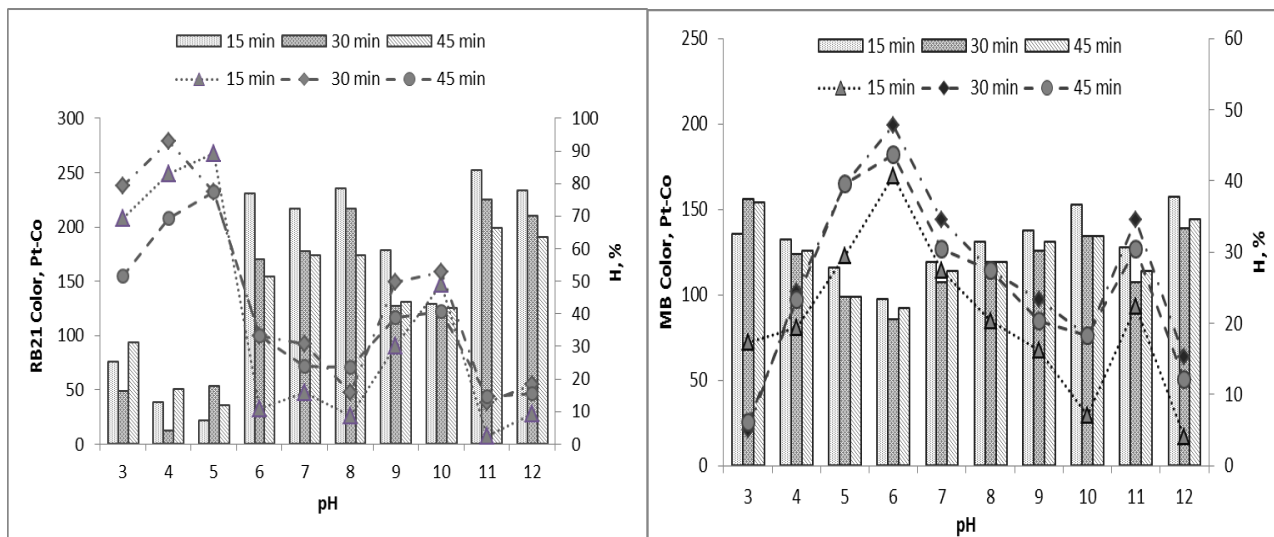 15 min 30 min 45 min
15 min 30 min 45 min
300 100
90
250 80
200 70
60
150 50
40
100 30
50 20
10
0 0
3 4 5 6 7 8 9 10 11 12
pH
RB21 Color, Pt-Co
H, %
250 60
15 min 30 min 45 min
15 min 30 min 45 min
50
200
40
150
30
100
20
50
10
0 0
3 4 5 6 7 8 9 10 11 12
pH
MB Color, Pt-Co
H, %